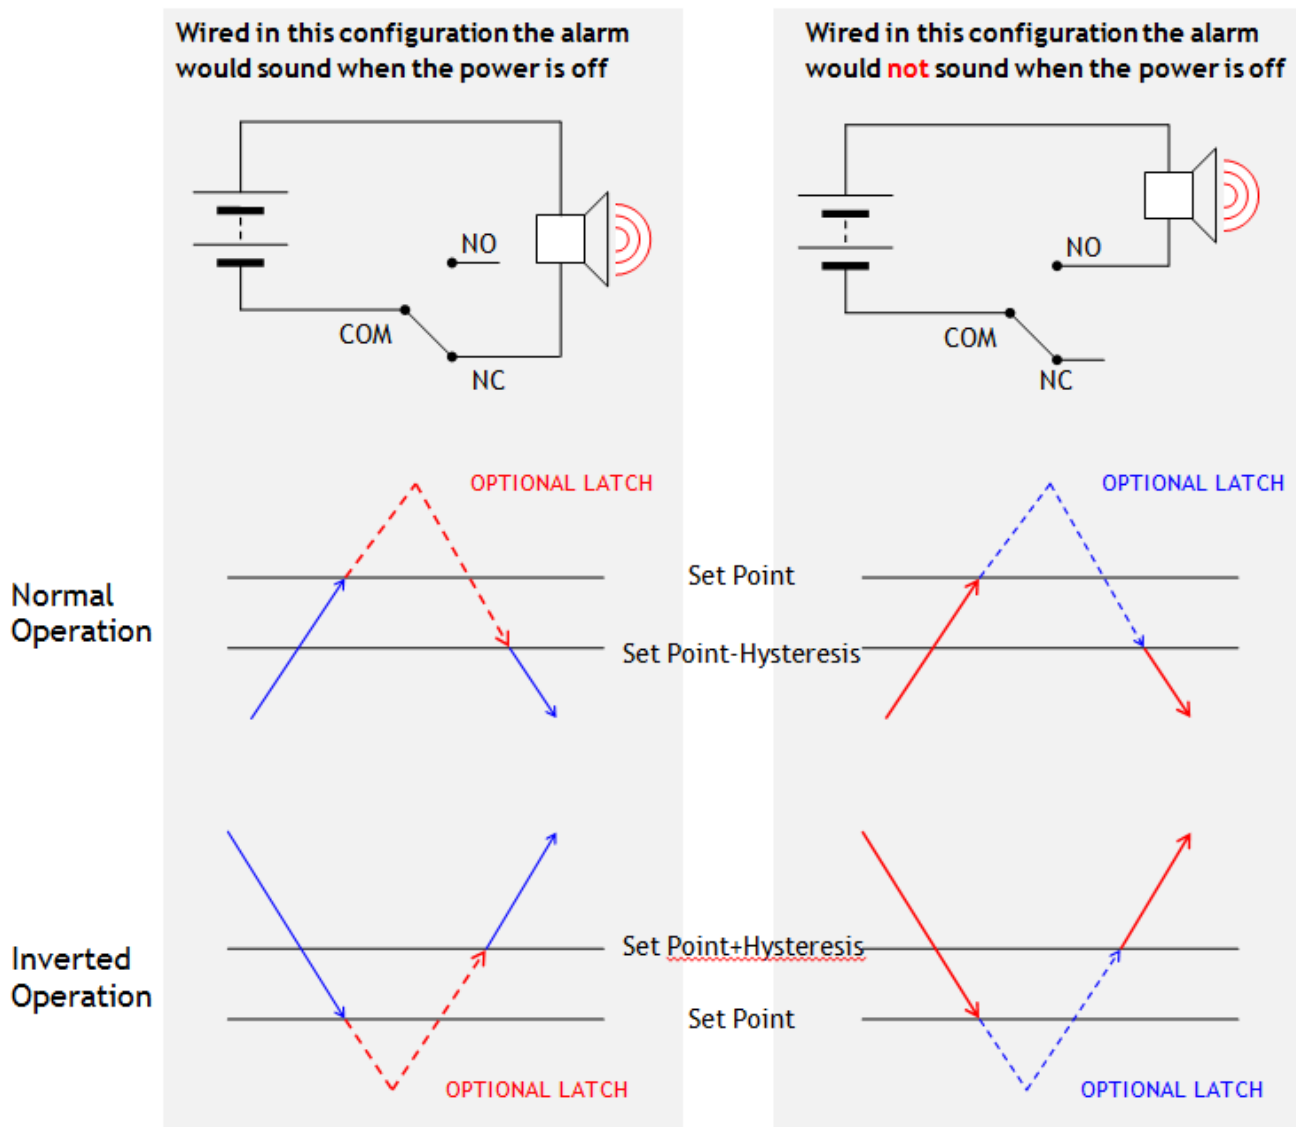 Wired in this configuration the alarm
would sound when the power is off
Wired in this configuration the alarm
would not sound when the power is off
NO
COM
NC
NO
COM
NC
OPTIONAL LATCH
OPTIONAL LATCH
Normal
Operation
Set Point
Set Point-Hysteresis
Inverted
Operation
Set Point+Hysteresis
Set Point
OPTIONAL LATCH
OPTIONAL LATCH